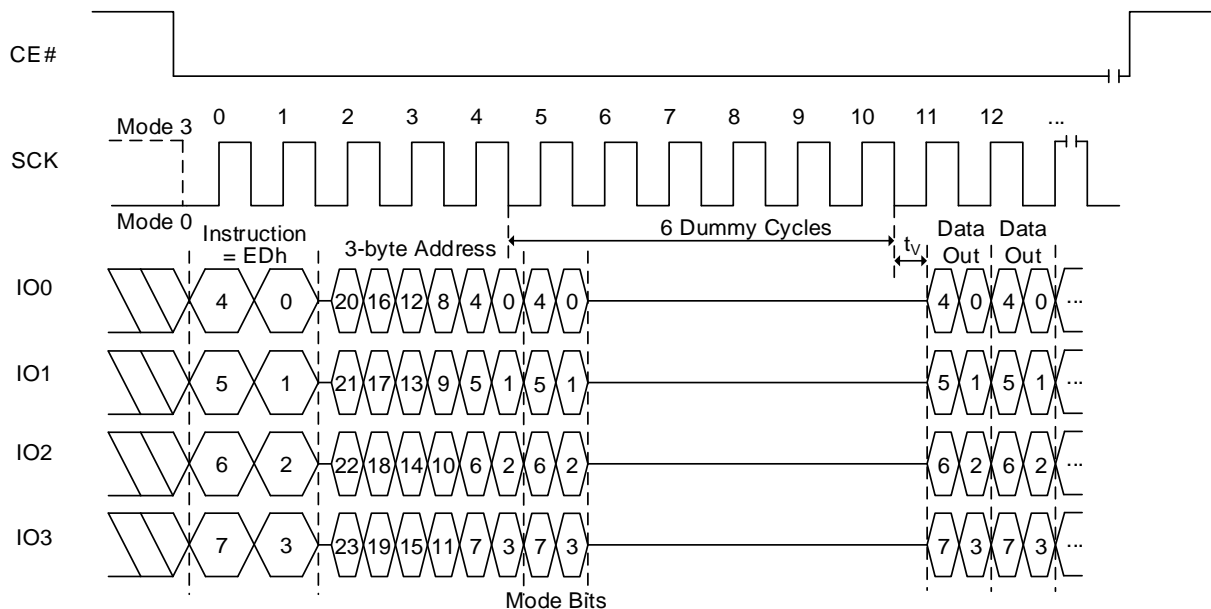 CE#
Mode 3
0 1 2 3 4 5 6 7 8 9 10 11 12 ...
SCK
Mode 0
Instruction
= EDh
3-byte Address
6 Dummy Cycles
tV
Data
Out
Data
Out
IO0 4 0 20 16 12 8 4 0 4 0 4 0 4 0 ...
IO1 5 1 21 17 13 9 5 1 5 1 5 1 5 1 ...
IO2 6 2 22 18 14 10 6 2 6 2 6 2 6 2 ...
IO3 7 3 23 19 15 11 7 3 7 3 7 3 7 3 ...
Mode Bits